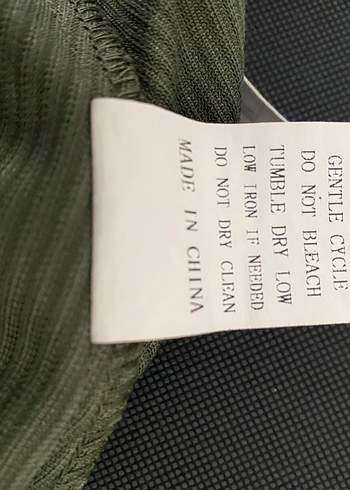 GENTLE CYCLE
DO NOT BLEACH
TUMBLE DRY LOW
LOW IRON IF NEEDED
DO NOT DRY CLEAN
MADE IN CHINA